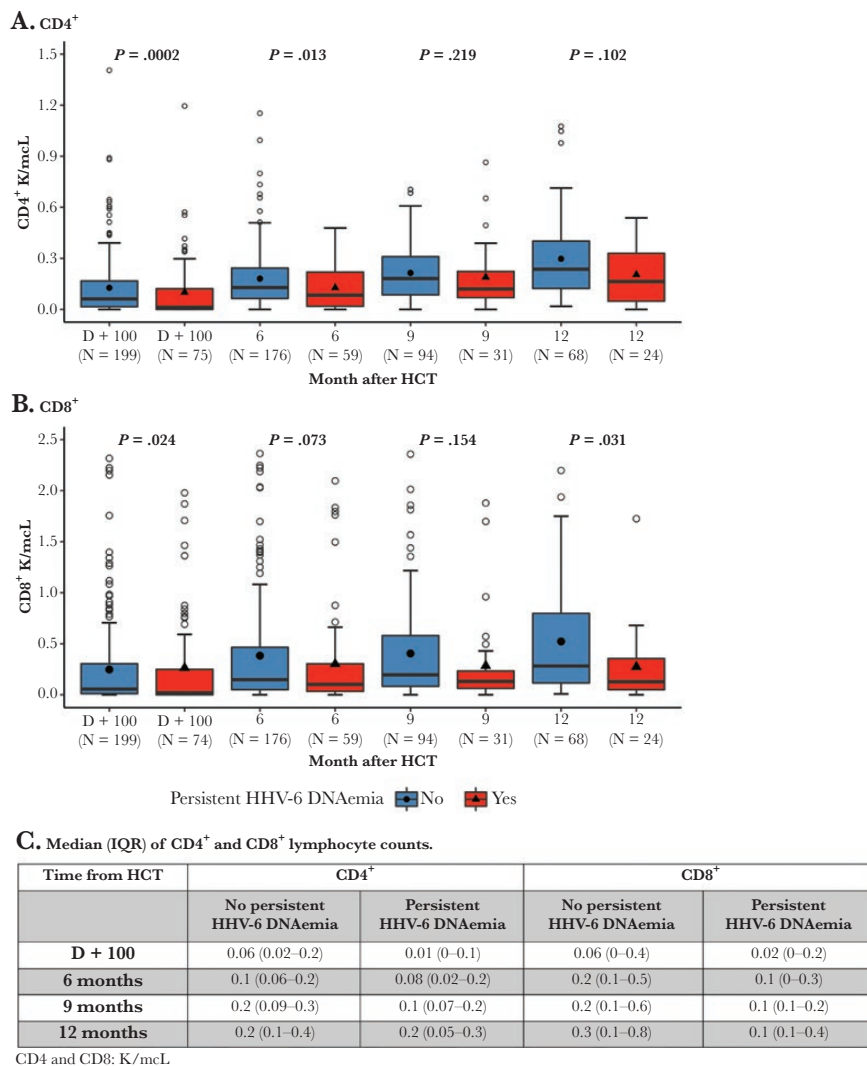 A. CD4+
P = .0002 P = .013 P = .219 P = .102
1.5
1.2
0.9
0.6
0.3
0.0
CD4+ K/mcL
D + 100 D + 100 6 6 9 9 12 12
(N = 199) (N = 75) (N = 176) (N = 59) (N = 94) (N = 31) (N = 68) (N = 24)
Month after HCT
B. CD8+
P = .024 P = .073 P = .154 P = .031
2.5
2.0
1.5
1.0
0.5
0.0
CD8+ K/mcL
D + 100 D + 100 6 6 9 9 12 12
(N = 199) (N = 74) (N = 176) (N = 59) (N = 94) (N = 31) (N = 68) (N = 24)
Month after HCT
Persistent HHV-6 DNAemia No Yes
C. Median (IQR) of CD4+ and CD8+ lymphocyte counts.
Time from HCT CD4+ CD8+
No persistent Persistent No persistent Persistent
HHV-6 DNAemia HHV-6 DNAemia HHV-6 DNAemia HHV-6 DNAemia
D + 100 0.06 (0.02–0.2) 0.01 (0–0.1) 0.06 (0–0.4) 0.02 (0–0.2)
6 months 0.1 (0.06–0.2) 0.08 (0.02–0.2) 0.2 (0.1–0.5) 0.1 (0–0.3)
9 months 0.2 (0.09–0.3) 0.1 (0.07–0.2) 0.2 (0.1–0.6) 0.1 (0.1–0.2)
12 months 0.2 (0.1–0.4) 0.2 (0.05–0.3) 0.3 (0.1–0.8) 0.1 (0.1–0.4)
CD4 and CD8: K/mcL